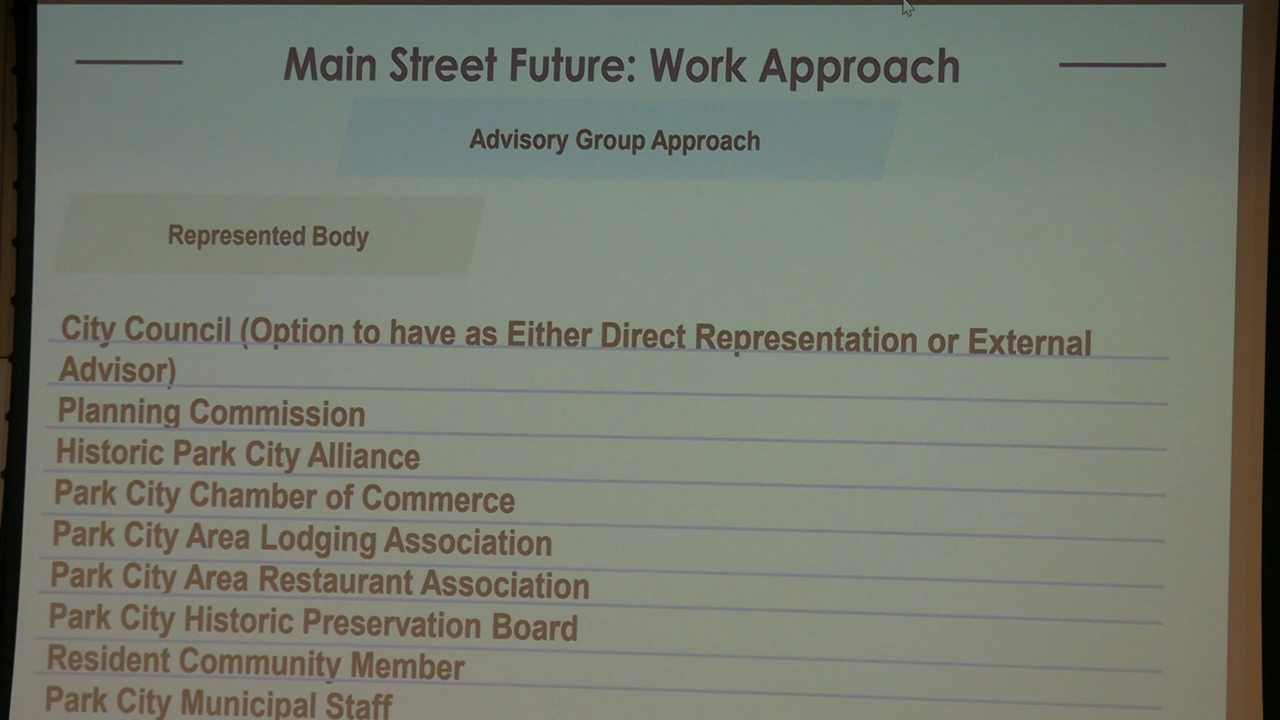 Main Street Future: Work Approach
Advisory Group Approach
Represented Body
City Council (Option to have as Either Direct Representation or External
Advisor)
Planning Commission
Historic Park City Alliance
Park City Chamber of Commerce
Park City Area Lodging Association
Park City Area Restaurant Association
Park City Historic Preservation Board
Resident Community Member
Park City Municipal Staff